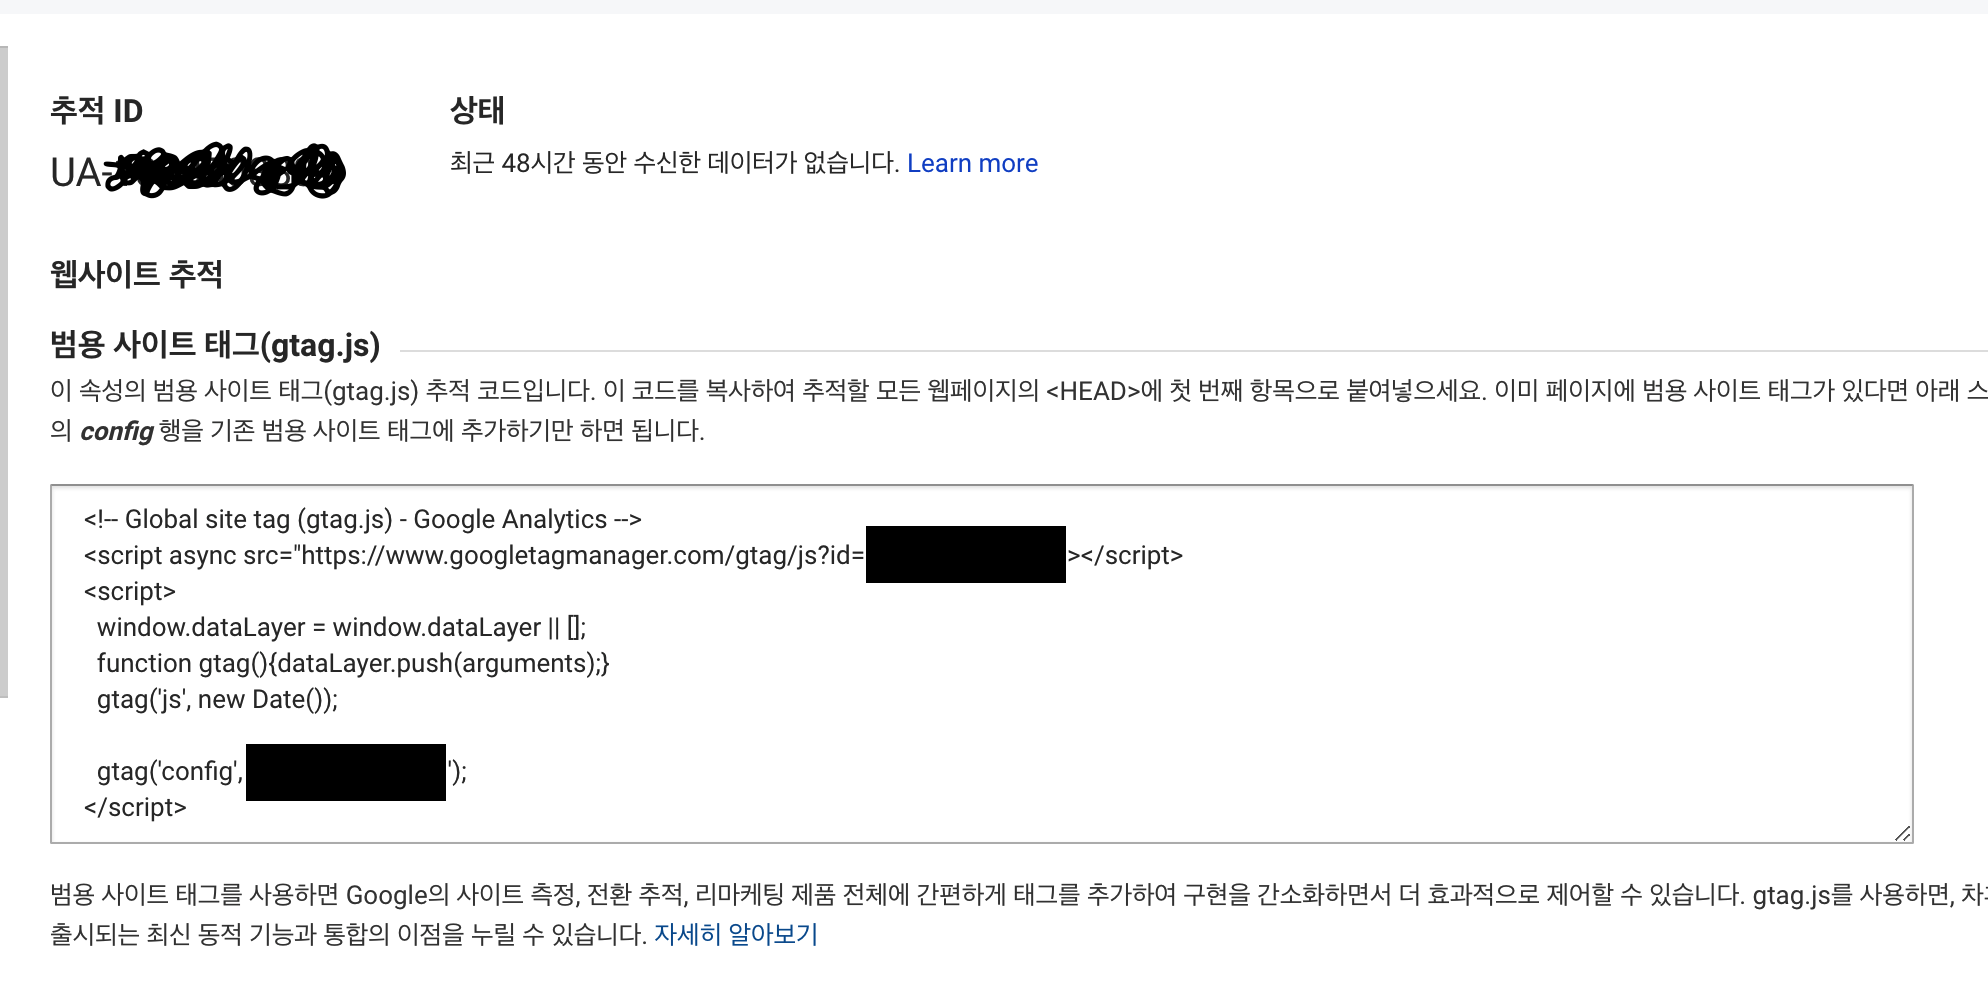 추적 ID
상태
UA-
최근 48시간 동안 수신한 데이터가 없습니다. Learn more
웹사이트 추적
범용 사이트 태그(gtag.js)
이 속성의 범용 사이트 태그(gtag.js) 추적 코드입니다. 이 코드를 복사하여 추적할 모든 웹페이지의 <HEAD>에 첫 번째 항목으로 붙여넣으세요. 이미 페이지에 범용 사이트 태그가 있다면 아래 스
의 config 행을 기존 범용 사이트 태그에 추가하기만 하면 됩니다.
<!-- Global site tag (gtag.js) - Google Analytics -->
<script async src="https://www.googletagmanager.com/gtag/js?id= ></script>
<script>
window.dataLayer = window.dataLayer || [];
function gtag(){dataLayer.push(arguments);}
gtag('js', new Date());
gtag('config', ');
</script>
범용 사이트 태그를 사용하면 Google의 사이트 측정, 전환 추적, 리마케팅 제품 전체에 간편하게 태그를 추가하여 구현을 간소화하면서 더 효과적으로 제어할 수 있습니다. gtag.js를 사용하면,
출시되는 최신 동적 기능과 통합의 이점을 누릴 수 있습니다. 자세히 알아보기